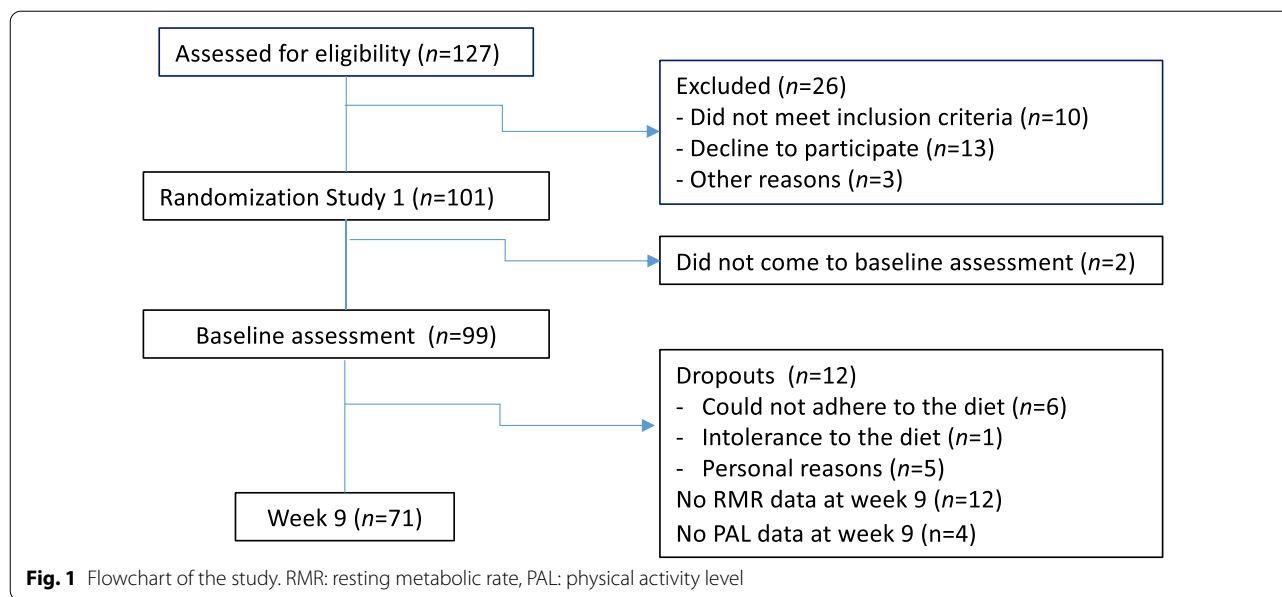 Assessed for eligibility (n=127)
Excluded (n=26)
- Did not meet inclusion criteria (n=10)
- Decline to participate (n=13)
- Other reasons (n=3)
Randomization Study 1 (n=101)
Did not come to baseline assessment (n=2)
Baseline assessment (n=99)
Dropouts (n=12)
- Could not adhere to the diet (n=6)
- Intolerance to the diet (n=1)
- Personal reasons (n=5)
No RMR data at week 9 (n=12)
No PAL data at week 9 (n=4)
Week 9 (n=71)
Fig. 1 Flowchart of the study. RMR: resting metabolic rate, PAL: physical activity level